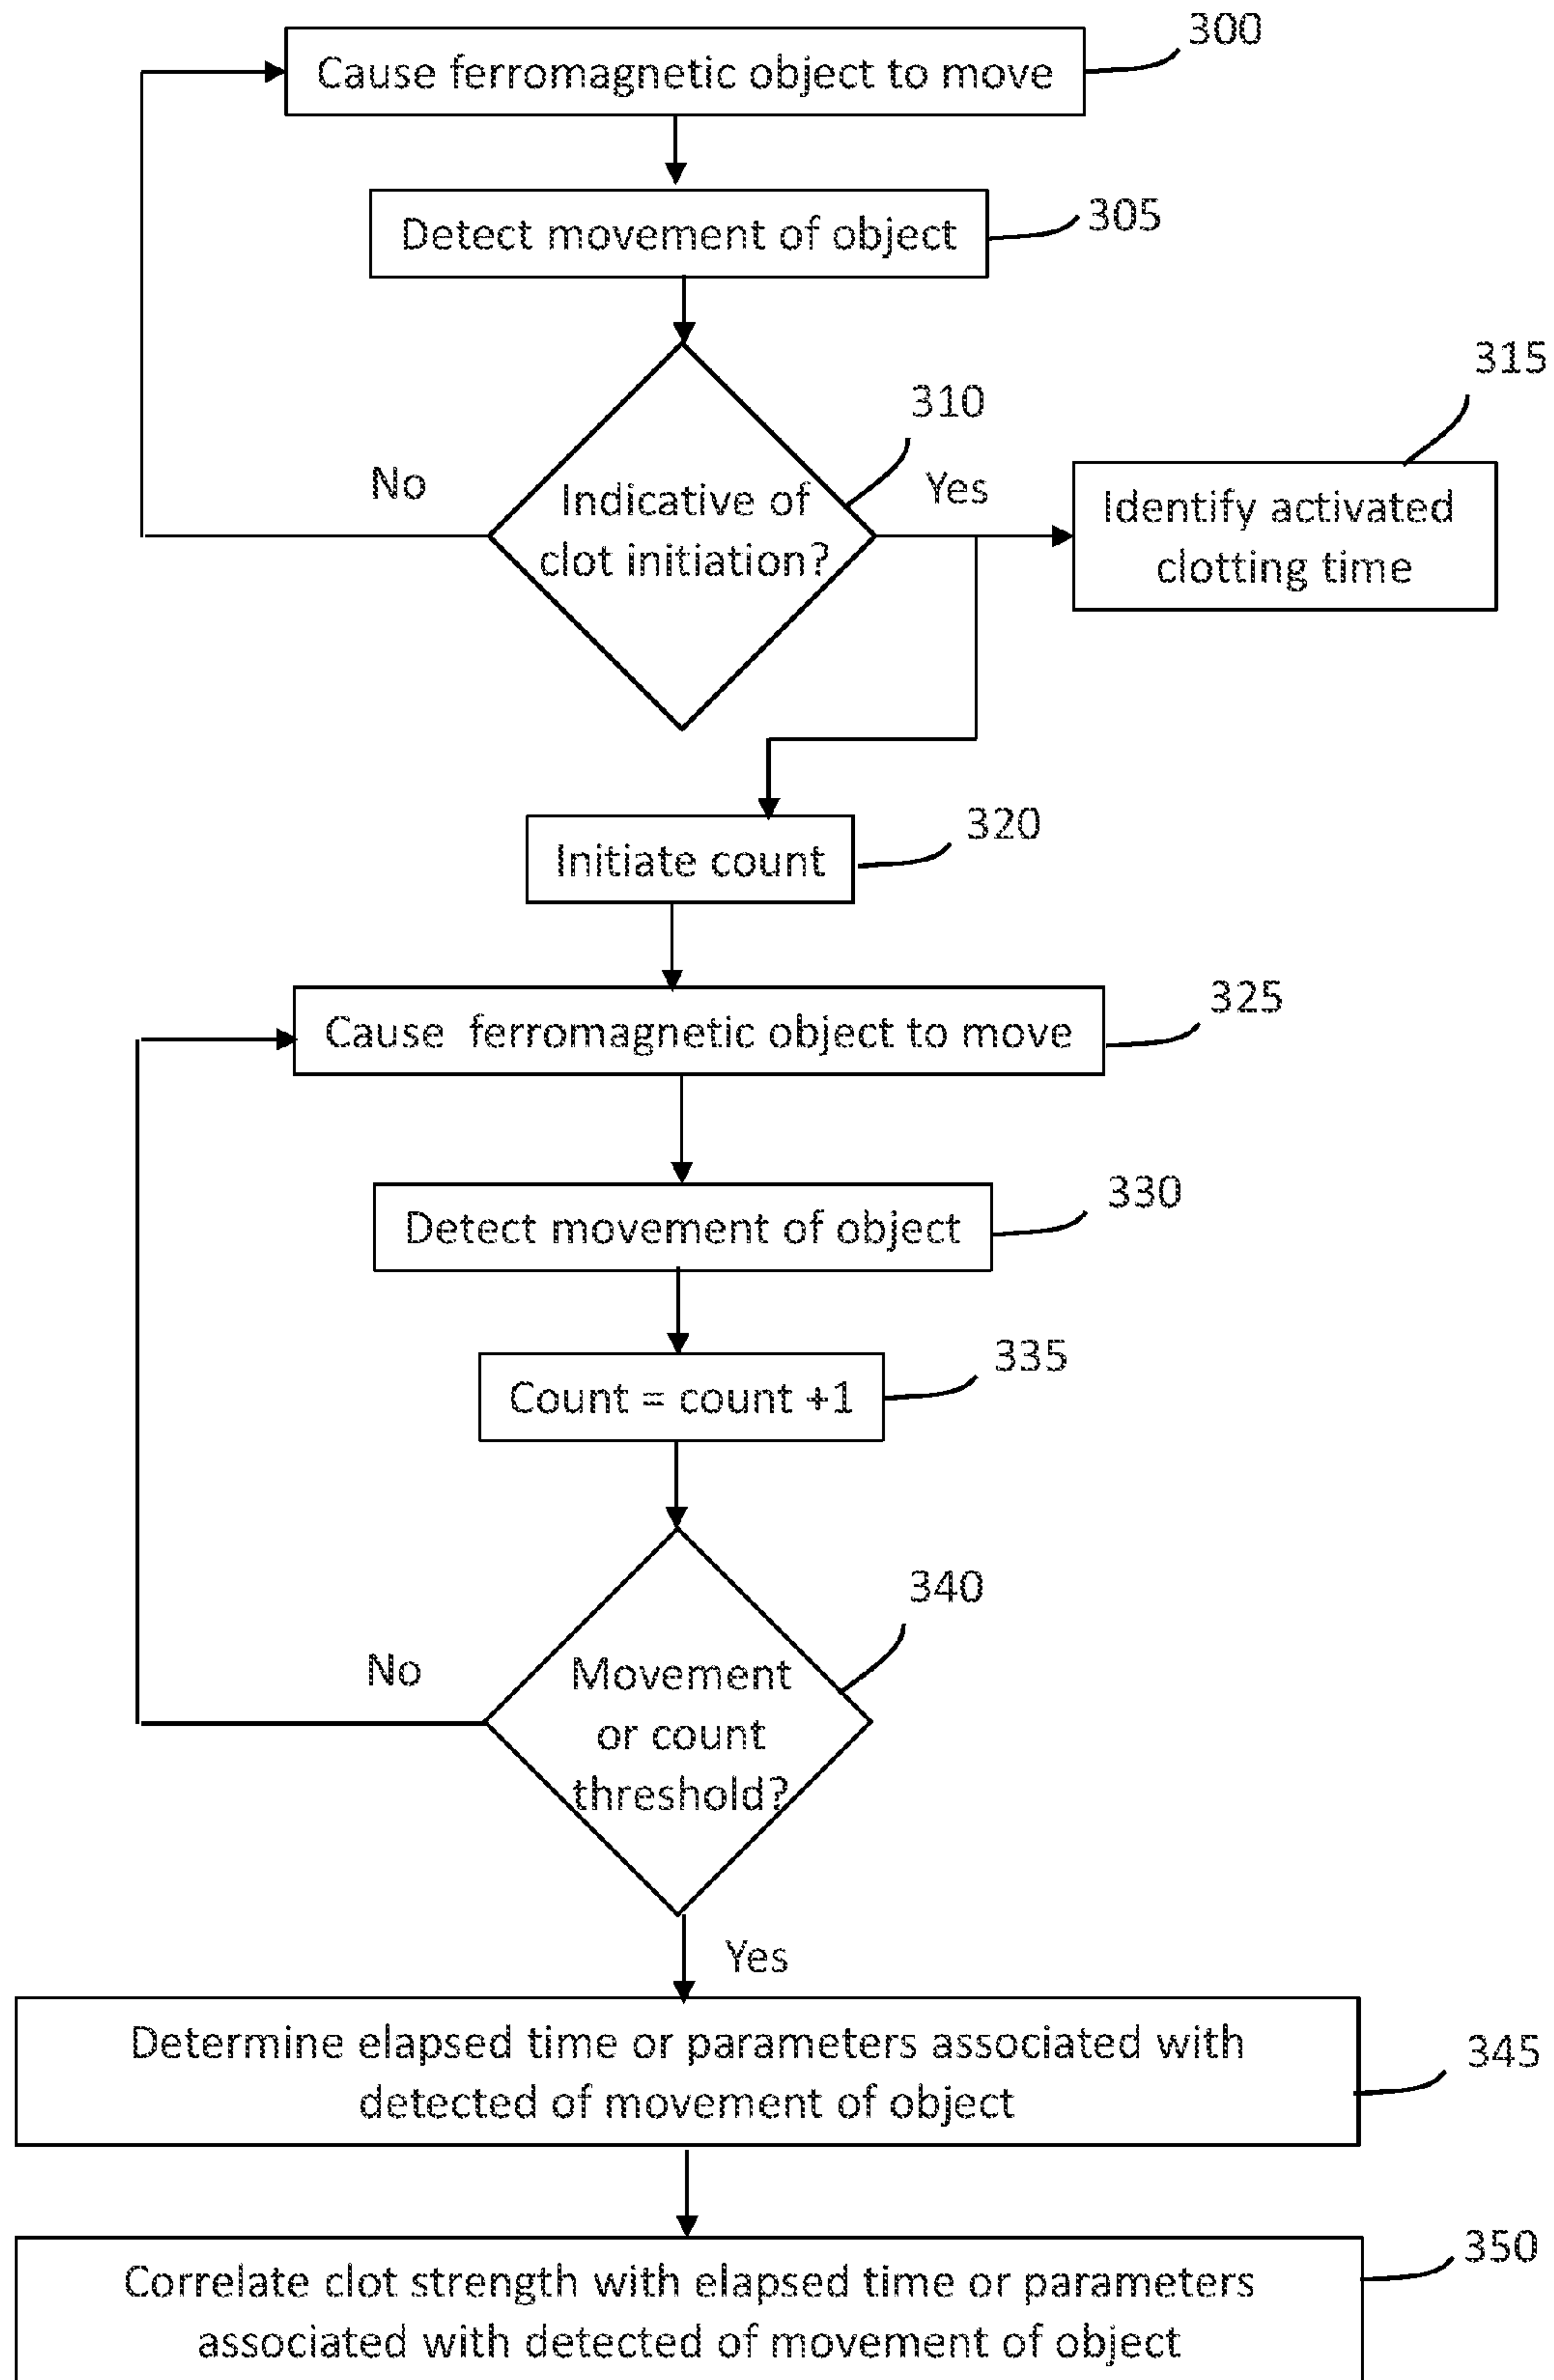 300
Cause ferromagnetic object to move
Detect movement of object
305
315
310
No
Yes
Indicative of
clot initiation?
Identify activated
clotting time
320
Initiate count
325
Cause ferromagnetic object to move
330
Detect movement of object
335
Count = count +1
340
No
Movement
or count
threshold?
Yes
Determine elapsed time or parameters associated with
detected of movement of object
345
350
Correlate clot strength with elapsed time or parameters
associated with detected of movement of object